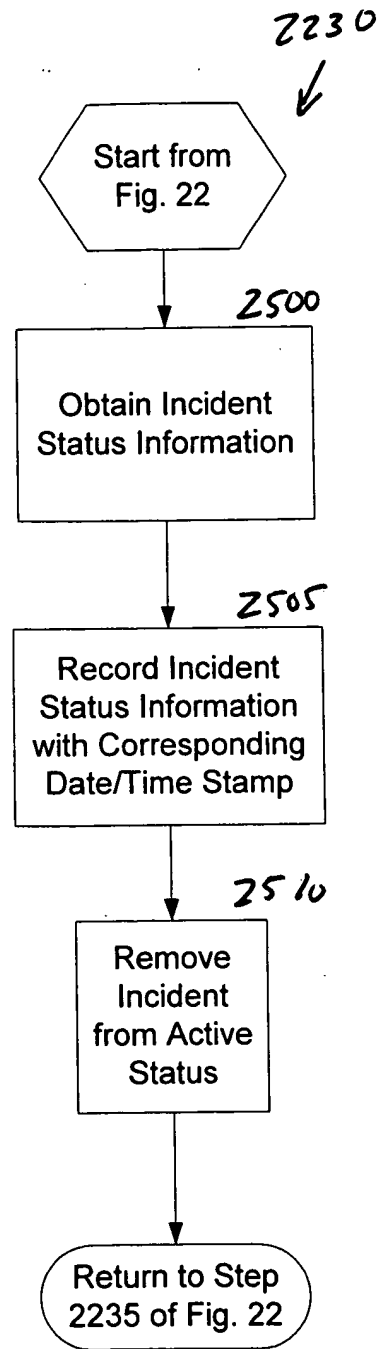 2230
Start from
Fig. 22
2500
Obtain Incident
Status Information
2505
Record Incident
Status Information
with Corresponding
Date/Time Stamp
2510
Remove
Incident
from Active
Status
Return to Step
2235 of Fig. 22